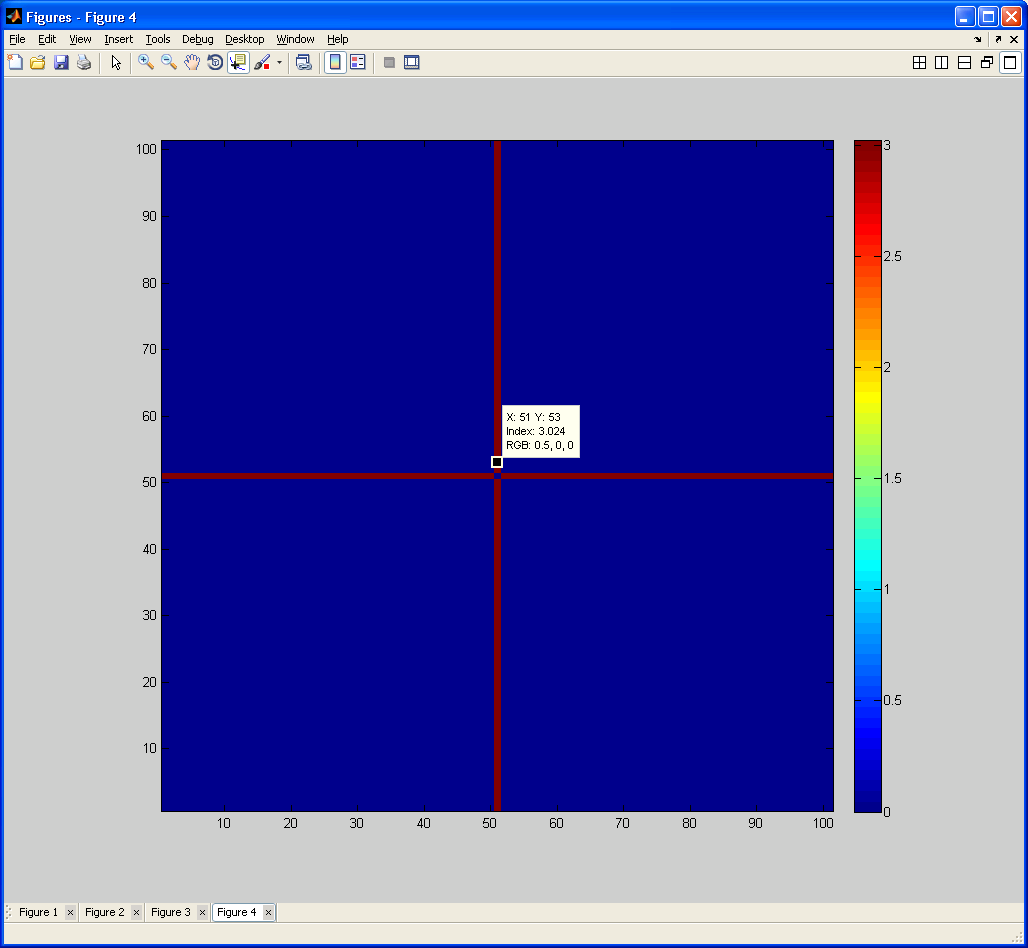 Figures - Figure 4
File Edit View Insert Tools Debug Desktop Window Help
100
90
80
70
60
50
40
30
20
10
10 20 30 40 50 60 70 80 90 100
X: 51 Y: 53
Index: 3.024
RGB: 0.5, 0, 0
3
2.5
2
1.5
1
0.5
0
Figure 1 Figure 2 Figure 3 Figure 4